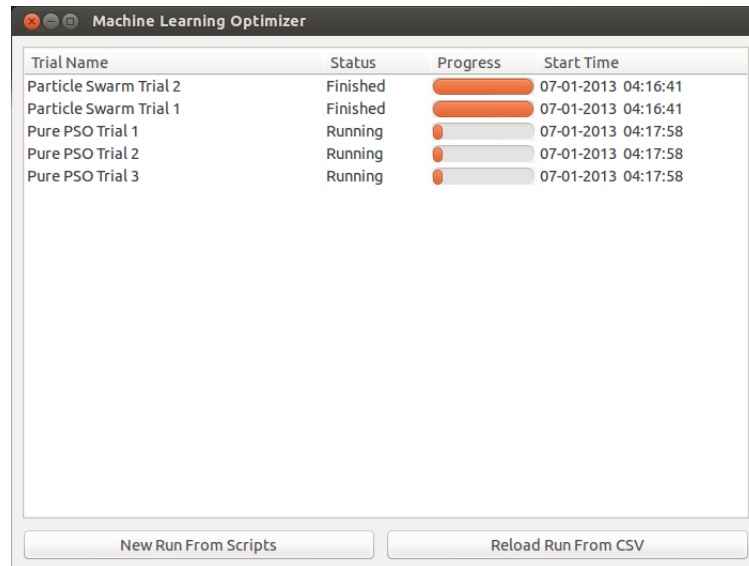 Machine Learning Optimizer
Trial Name Status Progress Start Time
Particle Swarm Trial 2 Finished 07-01-2013 04:16:41
Particle Swarm Trial 1 Finished 07-01-2013 04:16:41
Pure PSO Trial 1 Running 07-01-2013 04:17:58
Pure PSO Trial 2 Running 07-01-2013 04:17:58
Pure PSO Trial 3 Running 07-01-2013 04:17:58
New Run From Scripts Reload Run From CSV